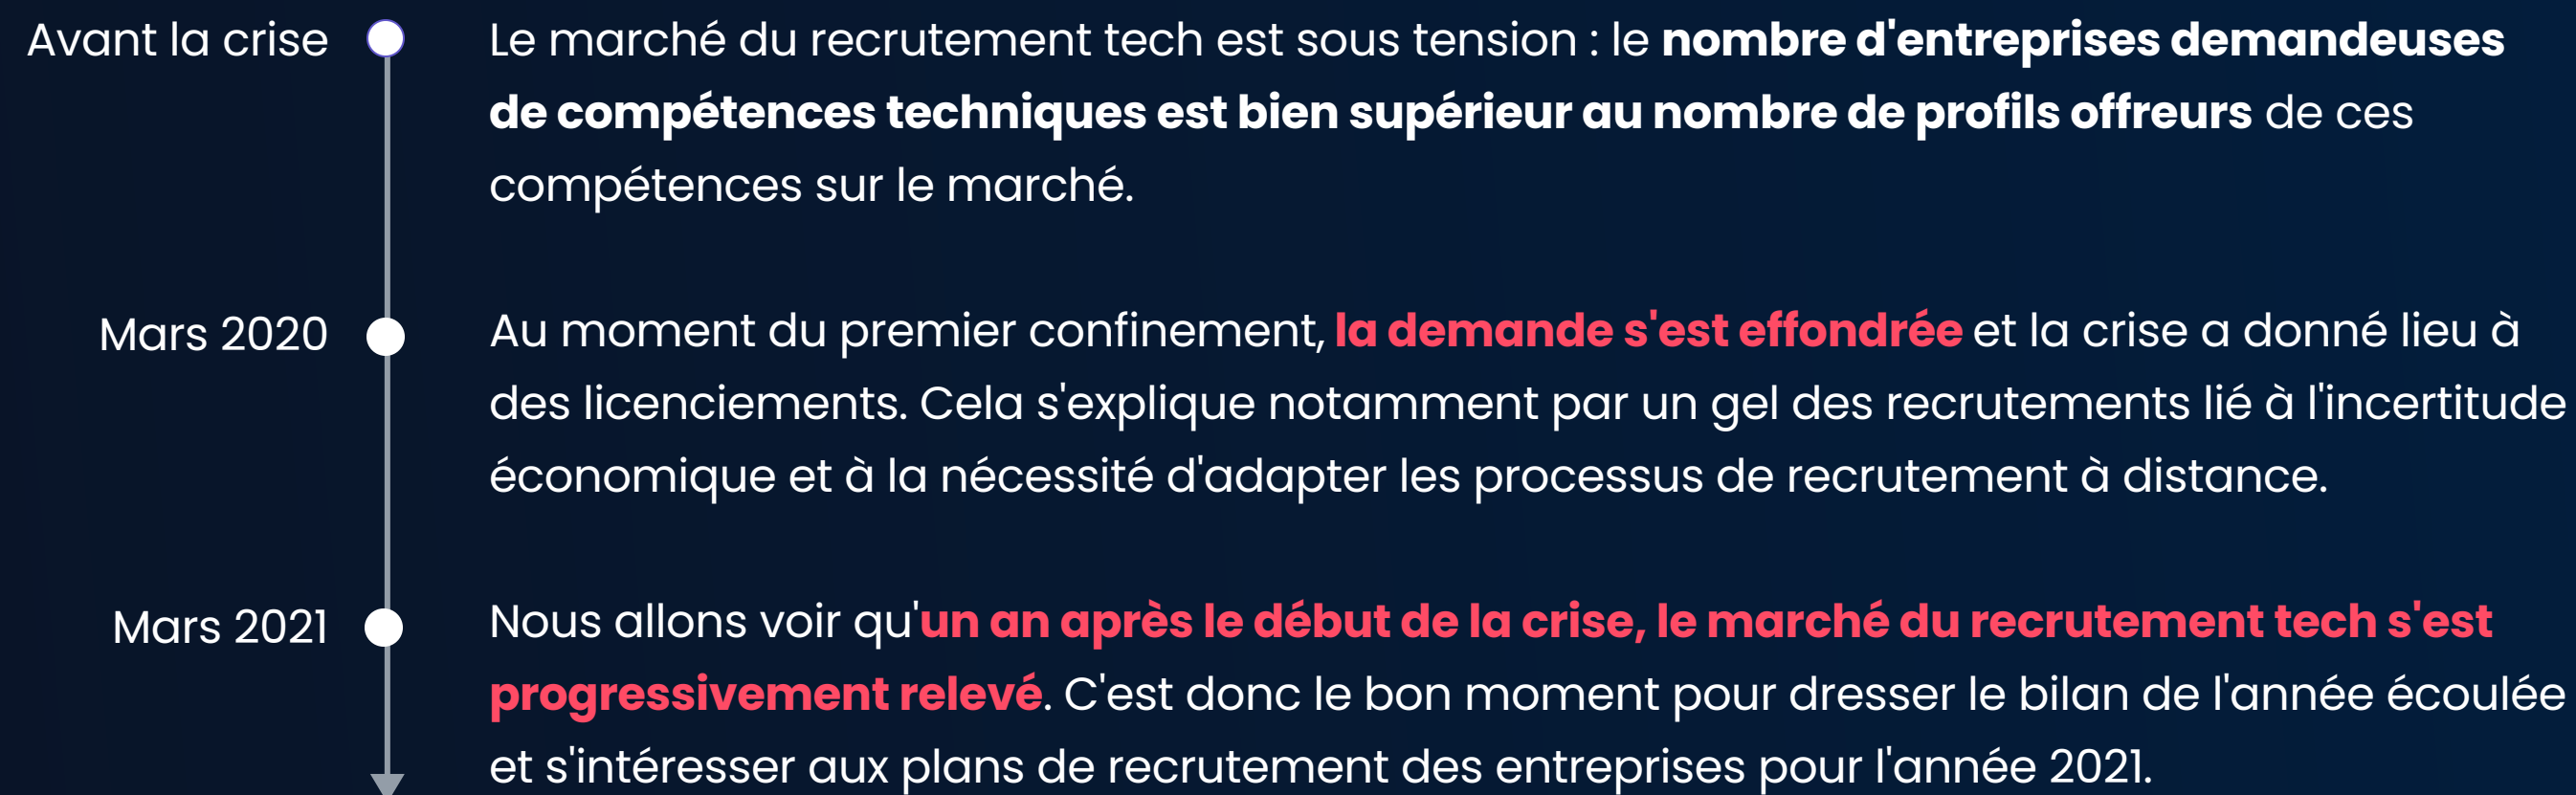 Avant la crise
Le marché du recrutement tech est sous tension : le nombre d'entreprises demandeuses
de compétences techniques est bien supérieur au nombre de profils offreurs de ces
compétences sur le marché.
Mars 2020
Au moment du premier confinement, la demande s'est effondrée et la crise a donné lieu à
des licenciements. Cela s'explique notamment par un gel des recrutements lié à l'incertitude
économique et à la nécessité d'adapter les processus de recrutement à distance.
Mars 2021
Nous allons voir qu'un an après le début de la crise, le marché du recrutement tech s'est
progressivement relevé. C'est donc le bon moment pour dresser le bilan de l'année écoulée
et s'intéresser aux plans de recrutement des entreprises pour l'année 2021.